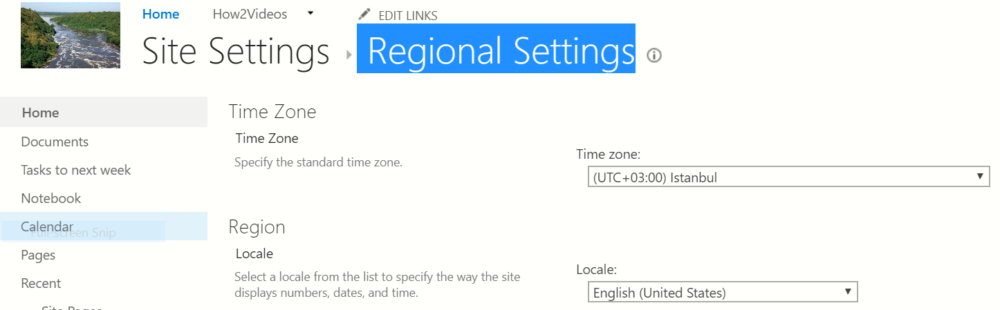 Home How2Videos EDIT LINKS
Site Settings Regional Settings
Home
Documents
Tasks to next week
Notebook
Calendar
Full-screen Snip
Pages
Recent
Site Pages
Time Zone
Time Zone
Specify the standard time zone.
Time zone:
(UTC+03:00) Istanbul
Region
Locale
Select a locale from the list to specify the way the site
displays numbers, dates, and time.
Locale:
English (United States)